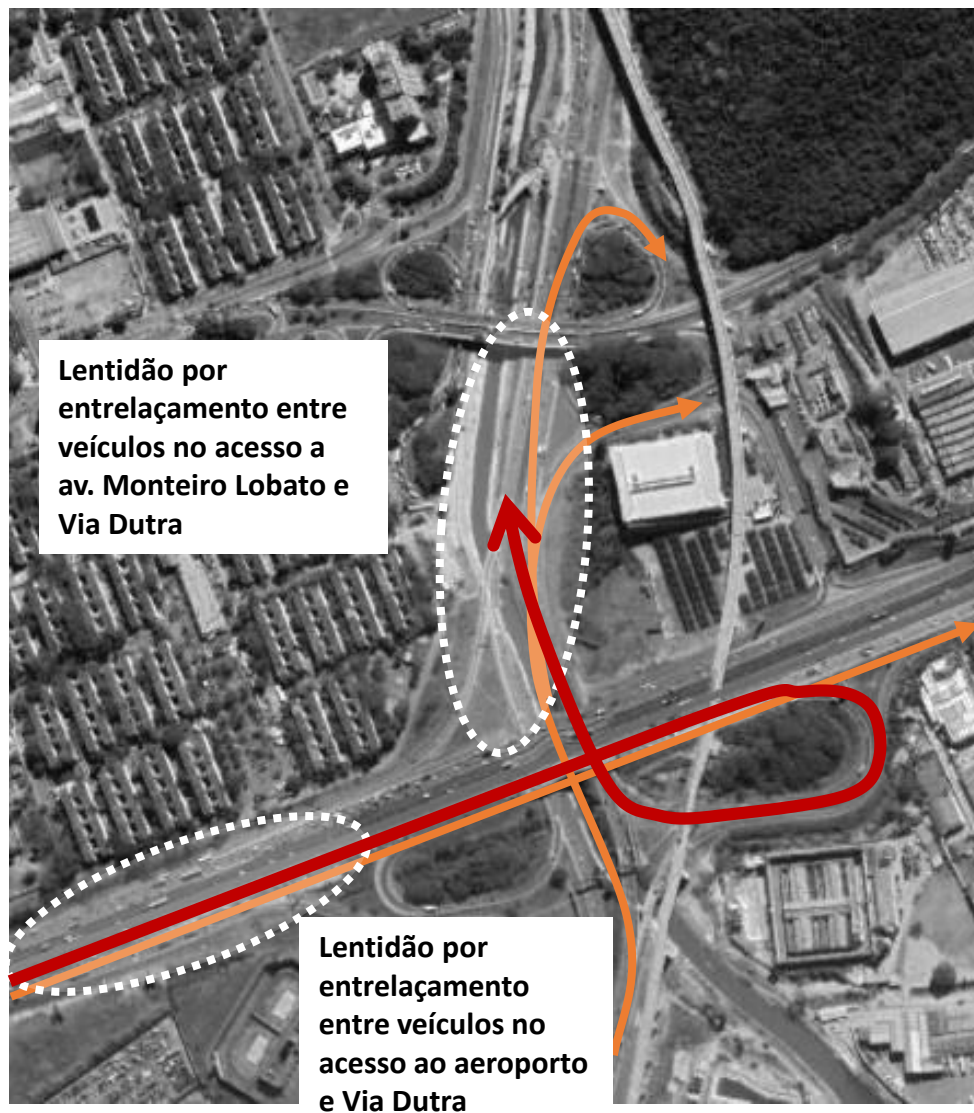 Lentidão por
entrelaçamento entre
veículos no acesso a
av. Monteiro Lobato e
Via Dutra
Lentidão por
entrelaçamento
entre veículos no
acesso ao aeroporto
e Via Dutra